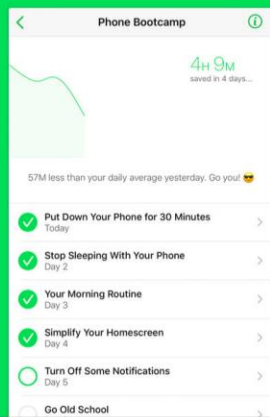 Phone Bootcamp
4H 9M
saved in 4 days...
57M less than your daily average yesterday. Go you! 😎
Put Down Your Phone for 30 Minutes
Today
Stop Sleeping With Your Phone
Day 2
Your Morning Routine
Day 3
Simplify Your Homescreen
Day 4
Turn Off Some Notifications
Day 5
Go Old School